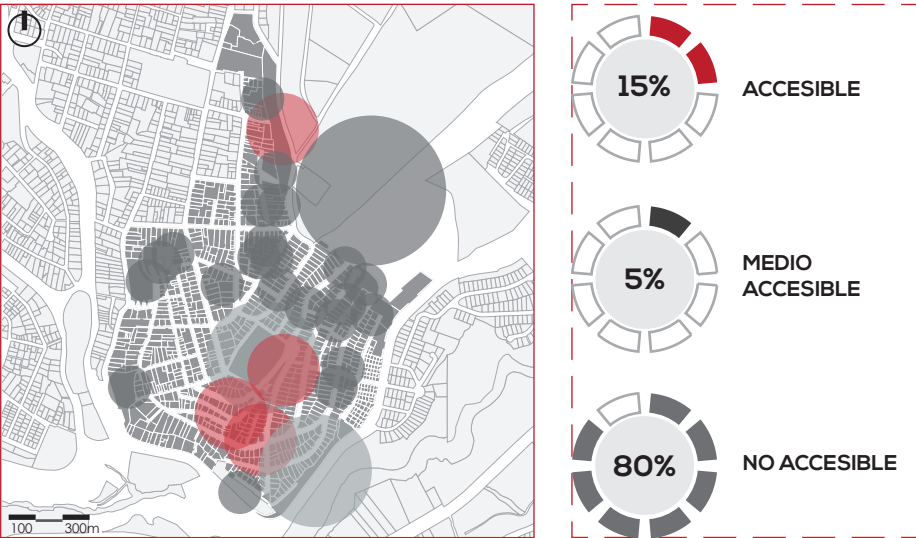 15%
ACCESIBLE
5%
MEDIO
ACCESIBLE
80%
NO ACCESIBLE
100 300m